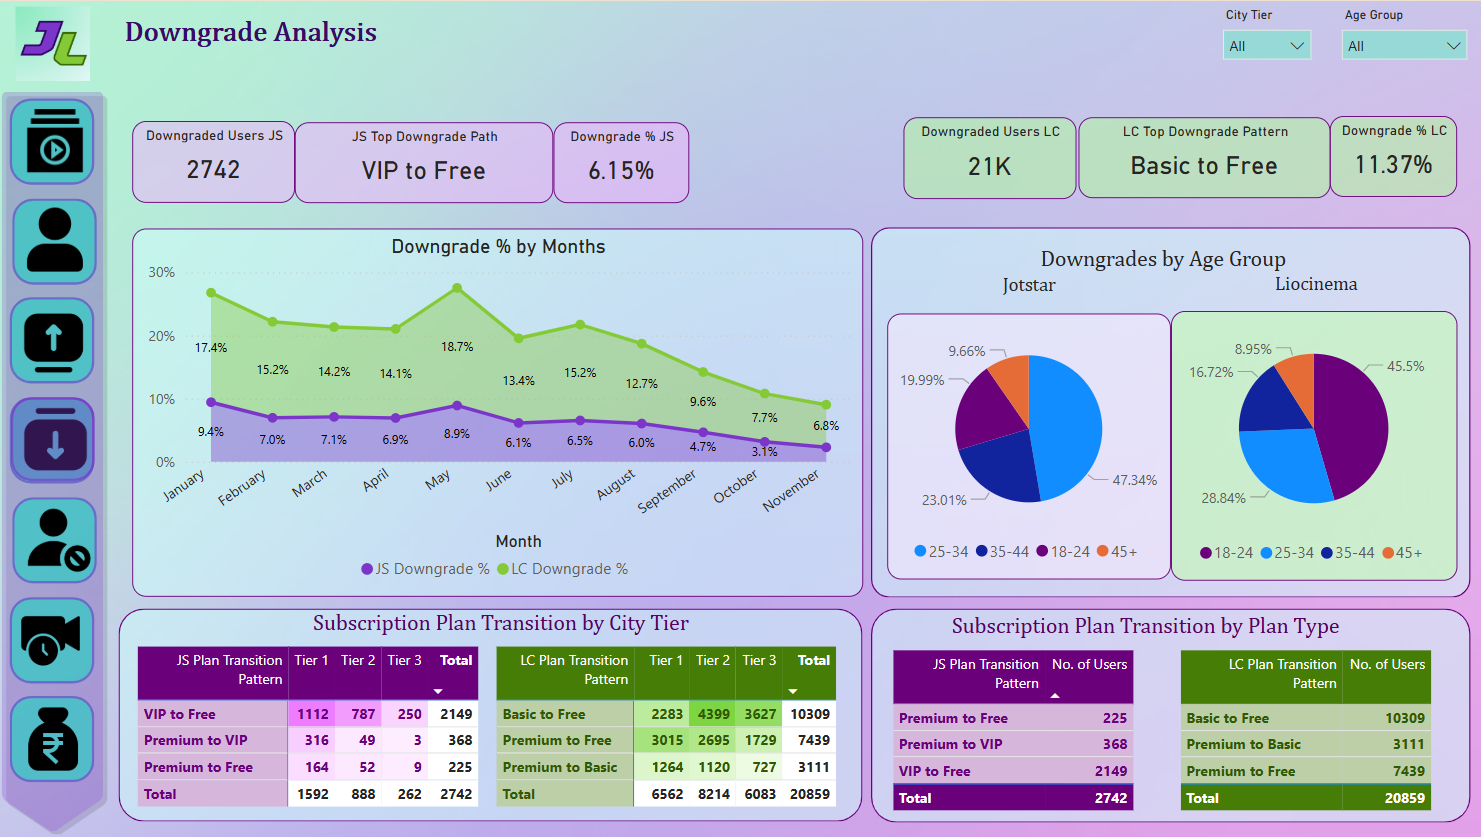 JL
Downgrade Analysis
City Tier
All
Age Group
All
Downgraded Users JS
2742
JS Top Downgrade Path
VIP to Free
Downgrade % JS
6.15%
Downgraded Users LC
21K
LC Top Downgrade Pattern
Basic to Free
Downgrade % LC
11.37%
Downgrade % by Months
30%
20%
10%
0%
17.4%
15.2%
14.2%
14.1%
18.7%
13.4%
15.2%
12.7%
9.6%
7.7%
6.8%
9.4%
7.0%
7.1%
6.9%
8.9%
6.1%
6.5%
6.0%
4.7%
3.1%
January
February
March
April
May
June
July
August
September
October
November
Month
JS Downgrade %
LC Downgrade %
Downgrades by Age Group
Jotstar
9.66%
19.99%
23.01%
47.34%
25-34 35-44 18-24 45+
Liocinema
8.95%
16.72%
28.84%
45.5%
18-24 25-34 35-44 45+
Subscription Plan Transition by City Tier
JS Plan Transition Tier 1 Tier 2 Tier 3 Total
Pattern
VIP to Free 1112 787 250 2149
Premium to VIP 316 49 3 368
Premium to Free 164 52 9 225
Total 1592 888 262 2742
LC Plan Transition Tier 1 Tier 2 Tier 3 Total
Pattern
Basic to Free 2283 4399 3627 10309
Premium to Free 3015 2695 1729 7439
Premium to Basic 1264 1120 727 3111
Total 6562 8214 6083 20859
Subscription Plan Transition by Plan Type
JS Plan Transition No. of Users
Pattern
Premium to Free 225
Premium to VIP 368
VIP to Free 2149
Total 2742
LC Plan Transition No. of Users
Pattern
Basic to Free 10309
Premium to Basic 3111
Premium to Free 7439
Total 20859
₹